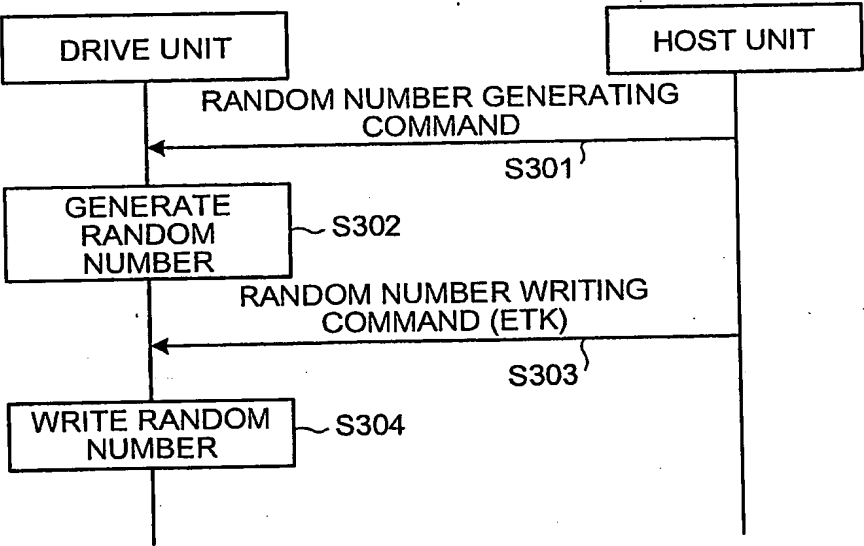 DRIVE UNIT
HOST UNIT
RANDOM NUMBER GENERATING
COMMAND
S301
GENERATE
RANDOM
NUMBER
S302
RANDOM NUMBER WRITING
COMMAND (ETK)
S303
WRITE RANDOM
NUMBER
S304